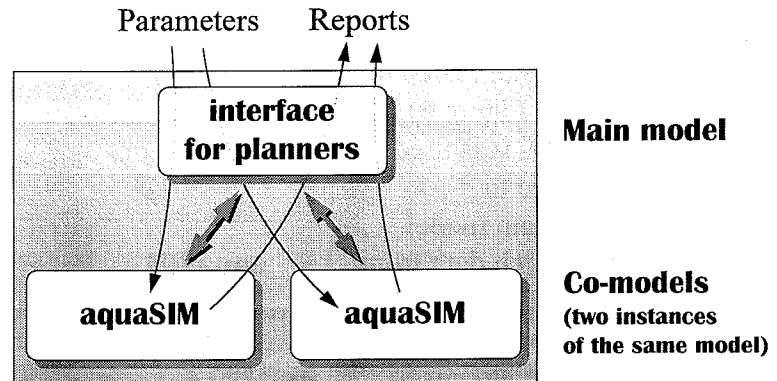 Parameters Reports
interface
for planners
Main model
aquaSIM
aquaSIM
Co-models
(two instances
of the same model)